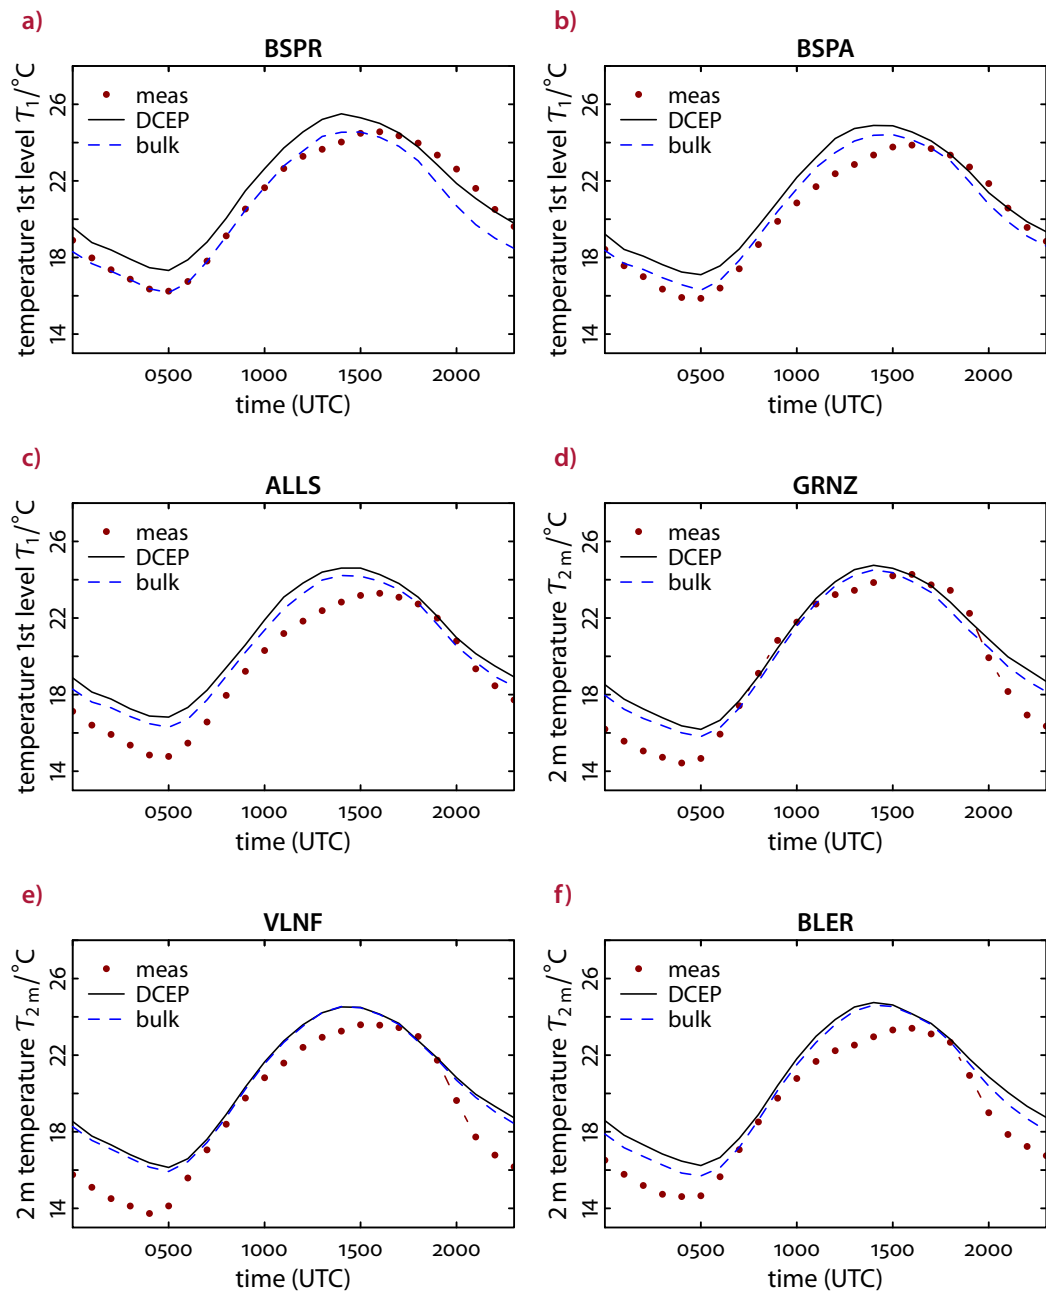 a)
BSPR
temperature 1st level T1/°C
26
22
18
14
meas
DCEP
bulk
0500 1000 1500 2000
time (UTC)
b)
BSPA
temperature 1st level T1/°C
26
22
18
14
meas
DCEP
bulk
0500 1000 1500 2000
time (UTC)
c)
ALLS
temperature 1st level T1/°C
26
22
18
14
meas
DCEP
bulk
0500 1000 1500 2000
time (UTC)
d)
GRNZ
2 m temperature T2 m/°C
26
22
18
14
meas
DCEP
bulk
0500 1000 1500 2000
time (UTC)
e)
VLNF
2 m temperature T2 m/°C
26
22
18
14
meas
DCEP
bulk
0500 1000 1500 2000
time (UTC)
f)
BLER
2 m temperature T2 m/°C
26
22
18
14
meas
DCEP
bulk
0500 1000 1500 2000
time (UTC)